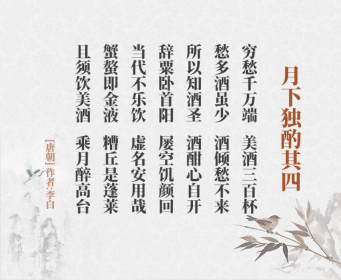 月下独酌其四
穷愁千万端 美酒三百杯
愁多酒虽少 酒倾愁不来
所以知酒圣 酒酣心自开
辞粟卧首阳 屡空饥颜回
当代不乐饮 虚名安用哉
蟹螯即金液 糟丘是蓬莱
且须饮美酒 乘月醉高台
[唐朝] 作者:李白